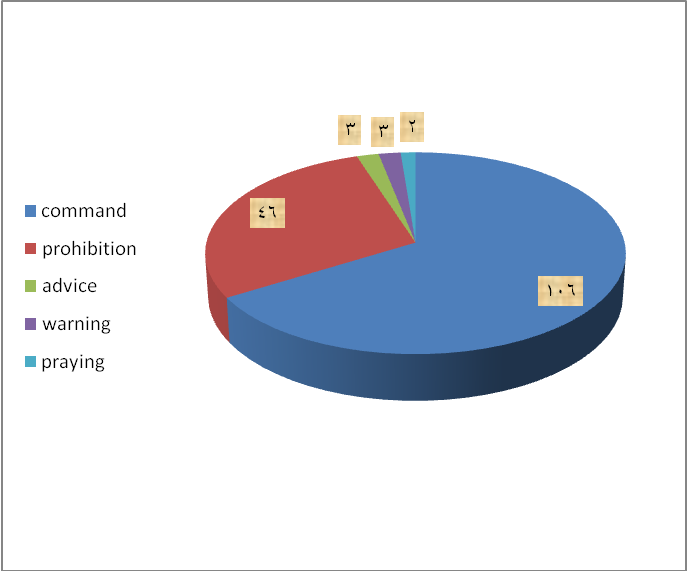 ٣
٣
٢
٤٦
١٠٦
command
prohibition
advice
warning
praying